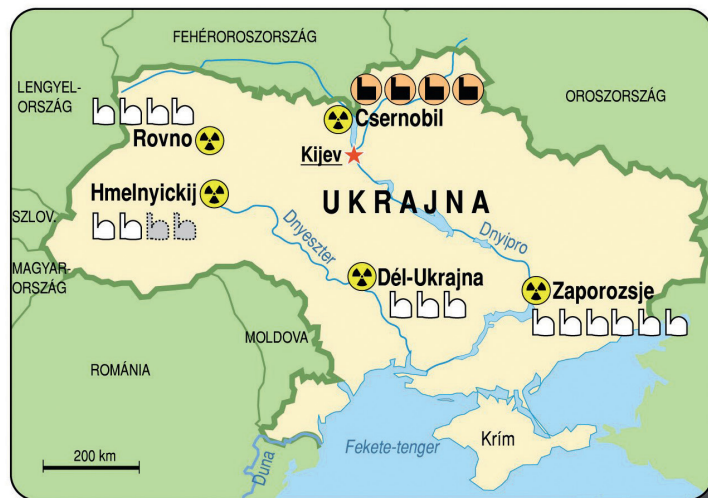 FEHÉROROSZORSZÁG
LENGYEL-
ORSZÁG
OROSZORSZÁG
Csernobil
Rovno
Kijev
Hmelnyickij
UKRAJNA
SZLOV.
Dnyeszter
Dnyipro
MAGYAR-
ORSZÁG
Dél-Ukrajna
Zaporozsje
MOLDOVA
ROMÁNIA
Krím
Fekete-tenger
200 km
Duna